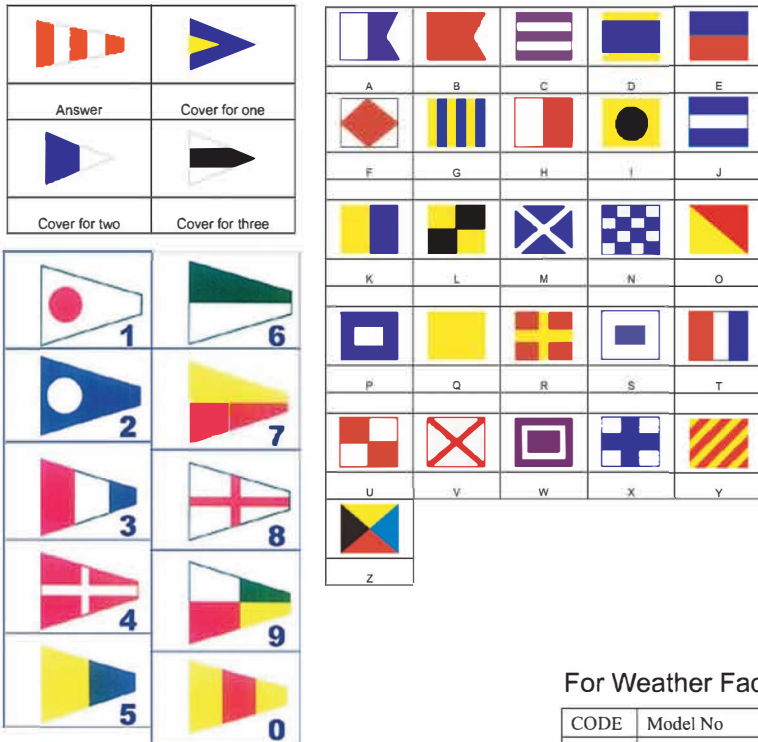 Answer
Cover for one
Cover for two
Cover for three
1
6
2
7
3
8
4
9
5
0
A
B
C
D
E
F
G
H
I
J
K
L
M
N
O
P
Q
R
S
T
U
V
W
X
Y
Z
For Weather Fac
CODE Model No